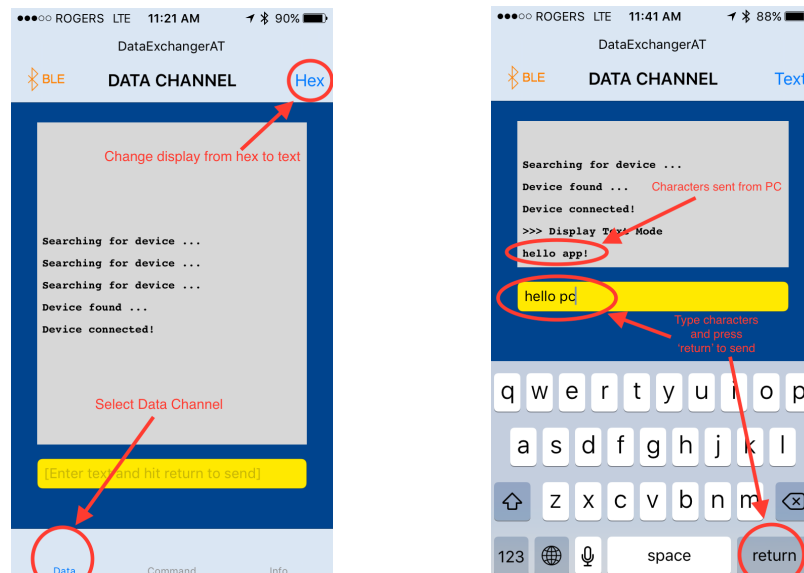 ROGERS LTE 11:21 AM 90%
DataExchangerAT
BLE DATA CHANNEL Hex
Change display from hex to text
Searching for device ...
Searching for device ...
Searching for device ...
Device found ...
Device connected!
Select Data Channel
[Enter text and hit return to send]
Data Command Info
ROGERS LTE 11:41 AM 88%
DataExchangerAT
BLE DATA CHANNEL Text
Searching for device ...
Device found ...
Characters sent from PC
Device connected!
>>> Display Text Mode
hello app!
hello pc
Type characters
and press
'return' to send
q w e r t y u i o p
a s d f g h j k l
z x c v b n m
123 space return